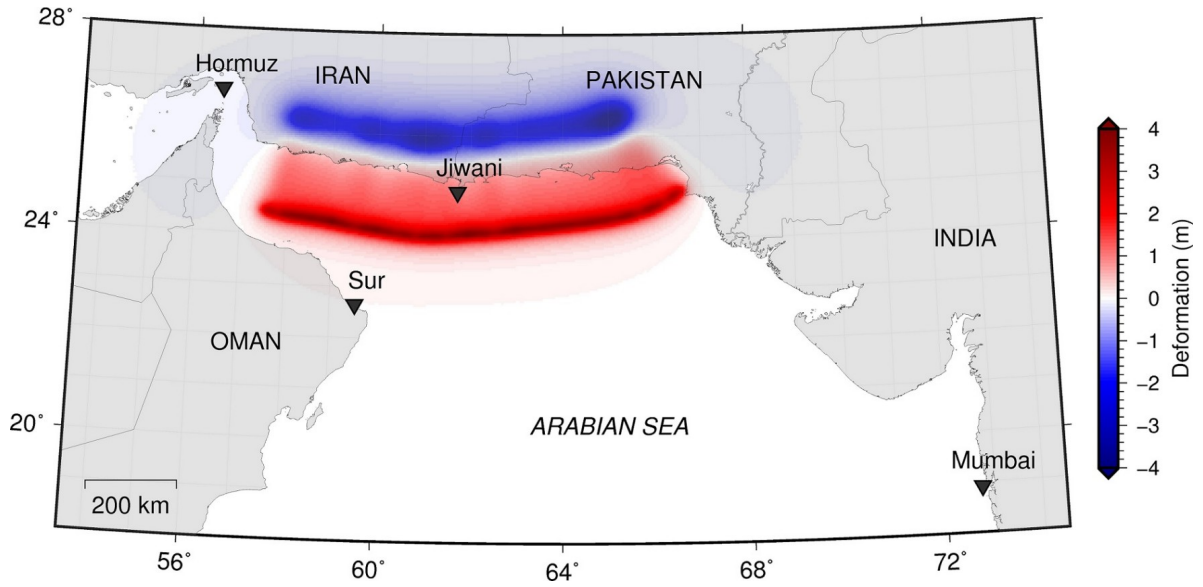 28°
Hormuz
IRAN
PAKISTAN
Jiwani
24°
INDIA
Sur
OMAN
20°
ARABIAN SEA
Mumbai
200 km
56°
60°
64°
68°
72°
4
3
2
1
0
−1
−2
−3
−4
Deformation (m)